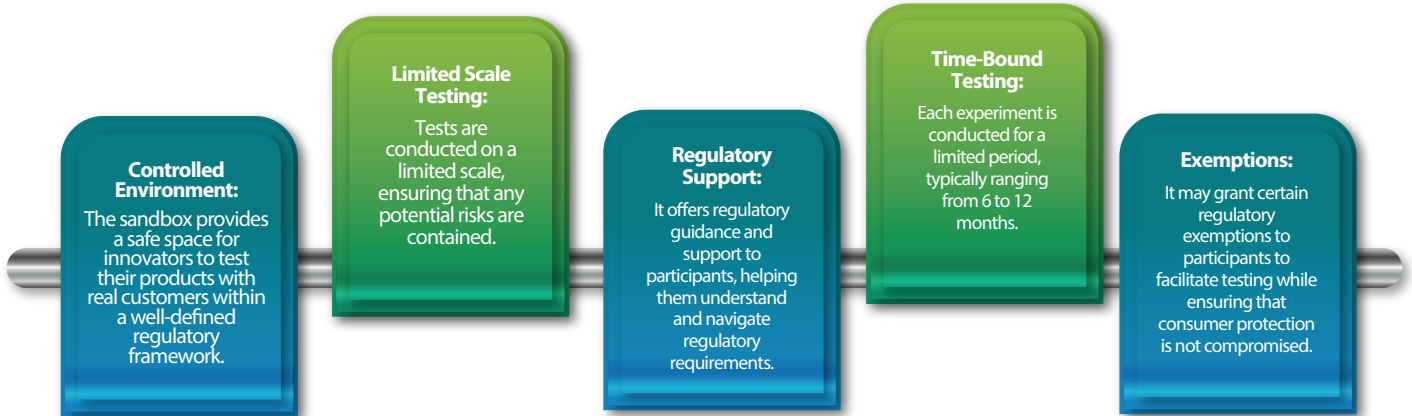 Controlled
Environment:
The sandbox provides
a safe space for
innovators to test
their products with
real customers within
a well-defined
regulatory
framework.
Limited Scale
Testing:
Tests are
conducted on a
limited scale,
ensuring that any
potential risks are
contained.
Regulatory
Support:
It offers regulatory
guidance and
support to
participants, helping
them understand
and navigate
regulatory
requirements.
Time-Bound
Testing:
Each experiment is
conducted for a
limited period,
typically ranging
from 6 to 12
months.
Exemptions:
It may grant certain
regulatory
exemptions to
participants to
facilitate testing while
ensuring that
consumer protection
is not compromised.